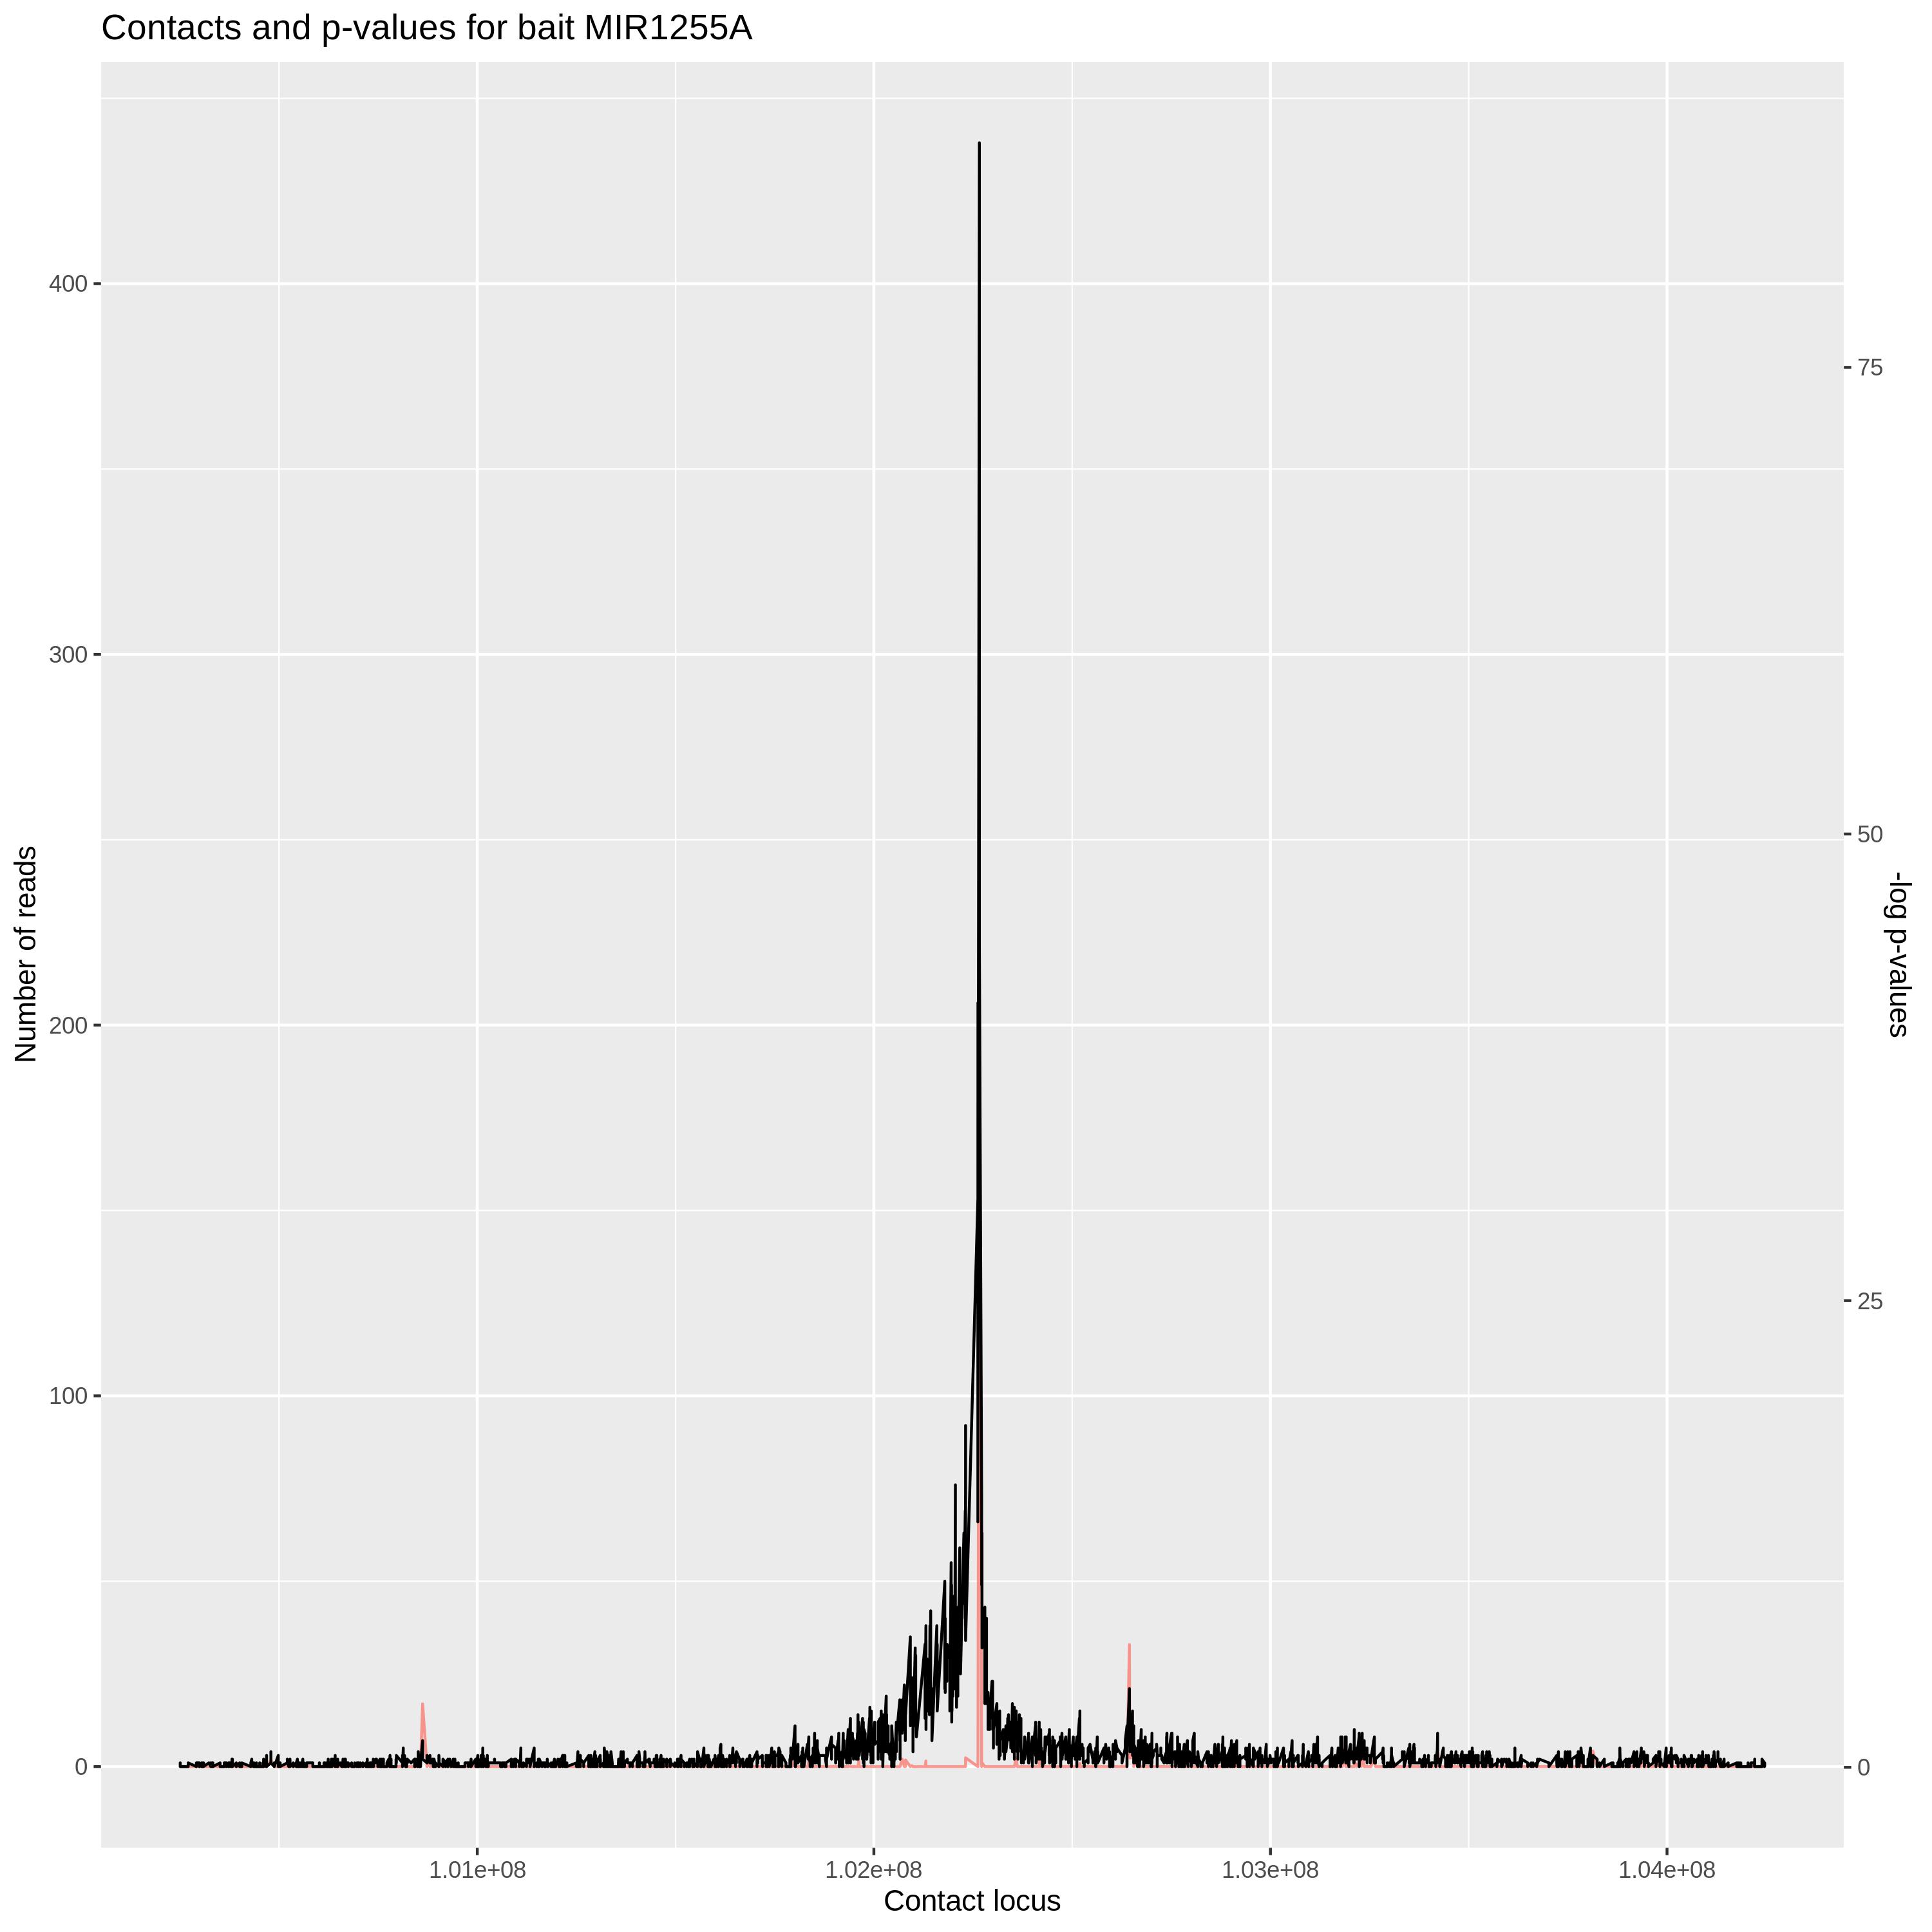 Contacts and p-values for bait MIR1255A
400
300
200
100
0
Number of reads
75
50
25
0
-log p-values
1.01e+08
1.02e+08
1.03e+08
1.04e+08
Contact locus